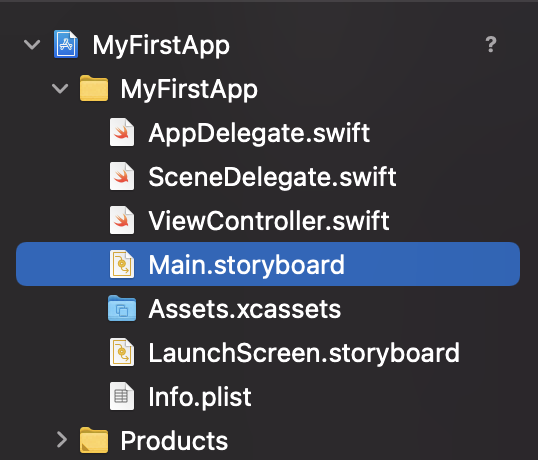 MyFirstApp ?
MyFirstApp
AppDelegate.swift
SceneDelegate.swift
ViewController.swift
Main.storyboard
Assets.xcassets
LaunchScreen.storyboard
Info.plist
Products